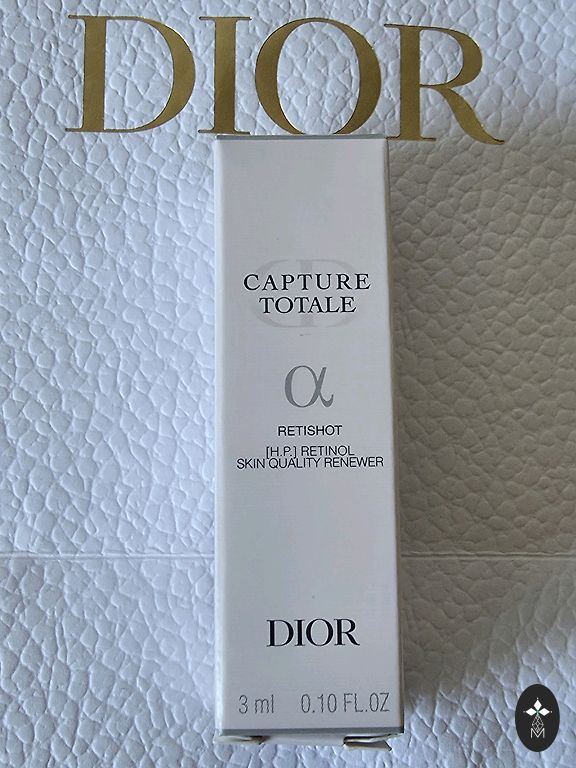 DIOR
CAPTURE
TOTALE
α
RETISHOT
[H.P.] RETINOL
SKIN QUALITY RENEWER
DIOR
3 ml 0.10 FL.OZ